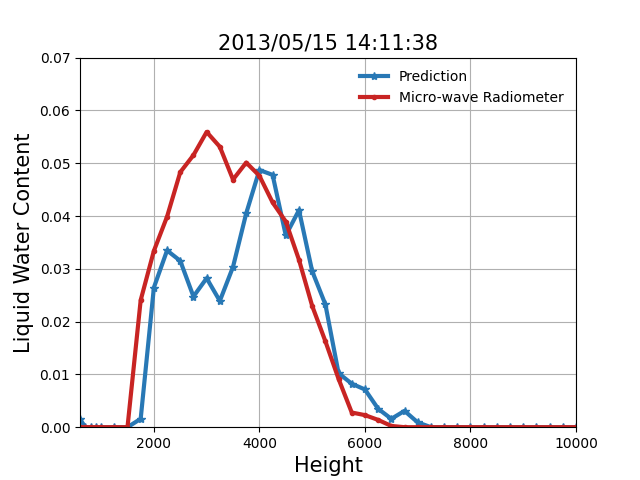 2013/05/15 14:11:38
Prediction
Micro-wave Radiometer
Liquid Water Content
0.07
0.06
0.05
0.04
0.03
0.02
0.01
0.00
2000 4000 6000 8000 10000
Height